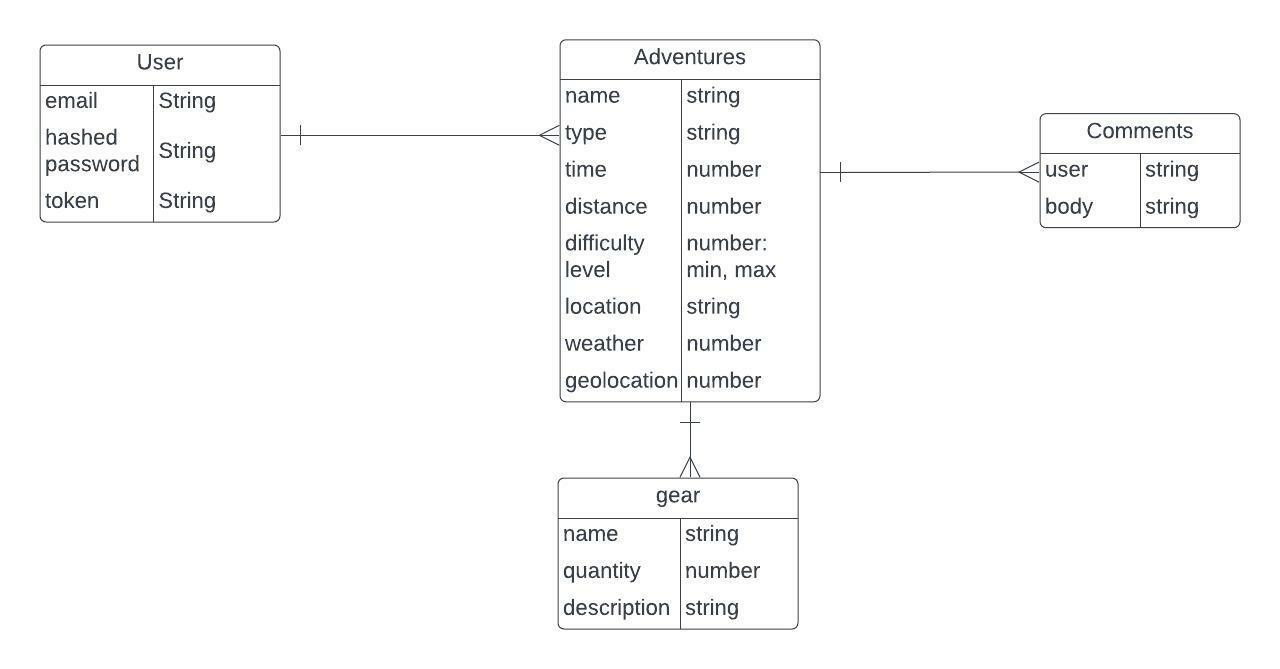 User
email String
hashed
password String
token String
Adventures
name string
type string
time number
distance number
difficulty number:
level min, max
location string
weather number
geolocation number
Comments
user string
body string
gear
name string
quantity number
description string